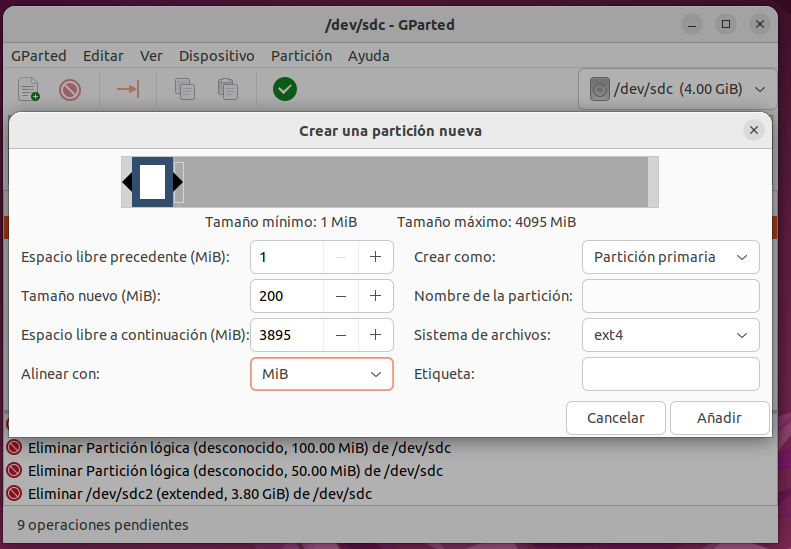 /dev/sdc - GParted
GParted Editar Ver Dispositivo Partición Ayuda
/dev/sdc (4.00 GiB)
Crear una partición nueva
Tamaño mínimo: 1 MiB Tamaño máximo: 4095 MiB
Espacio libre precedente (MiB): 1 Crear como: Partición primaria
Tamaño nuevo (MiB): 200 Nombre de la partición:
Espacio libre a continuación (MiB): 3895 Sistema de archivos: ext4
Alinear con: MiB Etiqueta:
Cancelar Añadir
Eliminar Partición lógica (desconocido, 100.00 MiB) de /dev/sdc
Eliminar Partición lógica (desconocido, 50.00 MiB) de /dev/sdc
Eliminar /dev/sdc2 (extended, 3.80 GiB) de /dev/sdc
9 operaciones pendientes